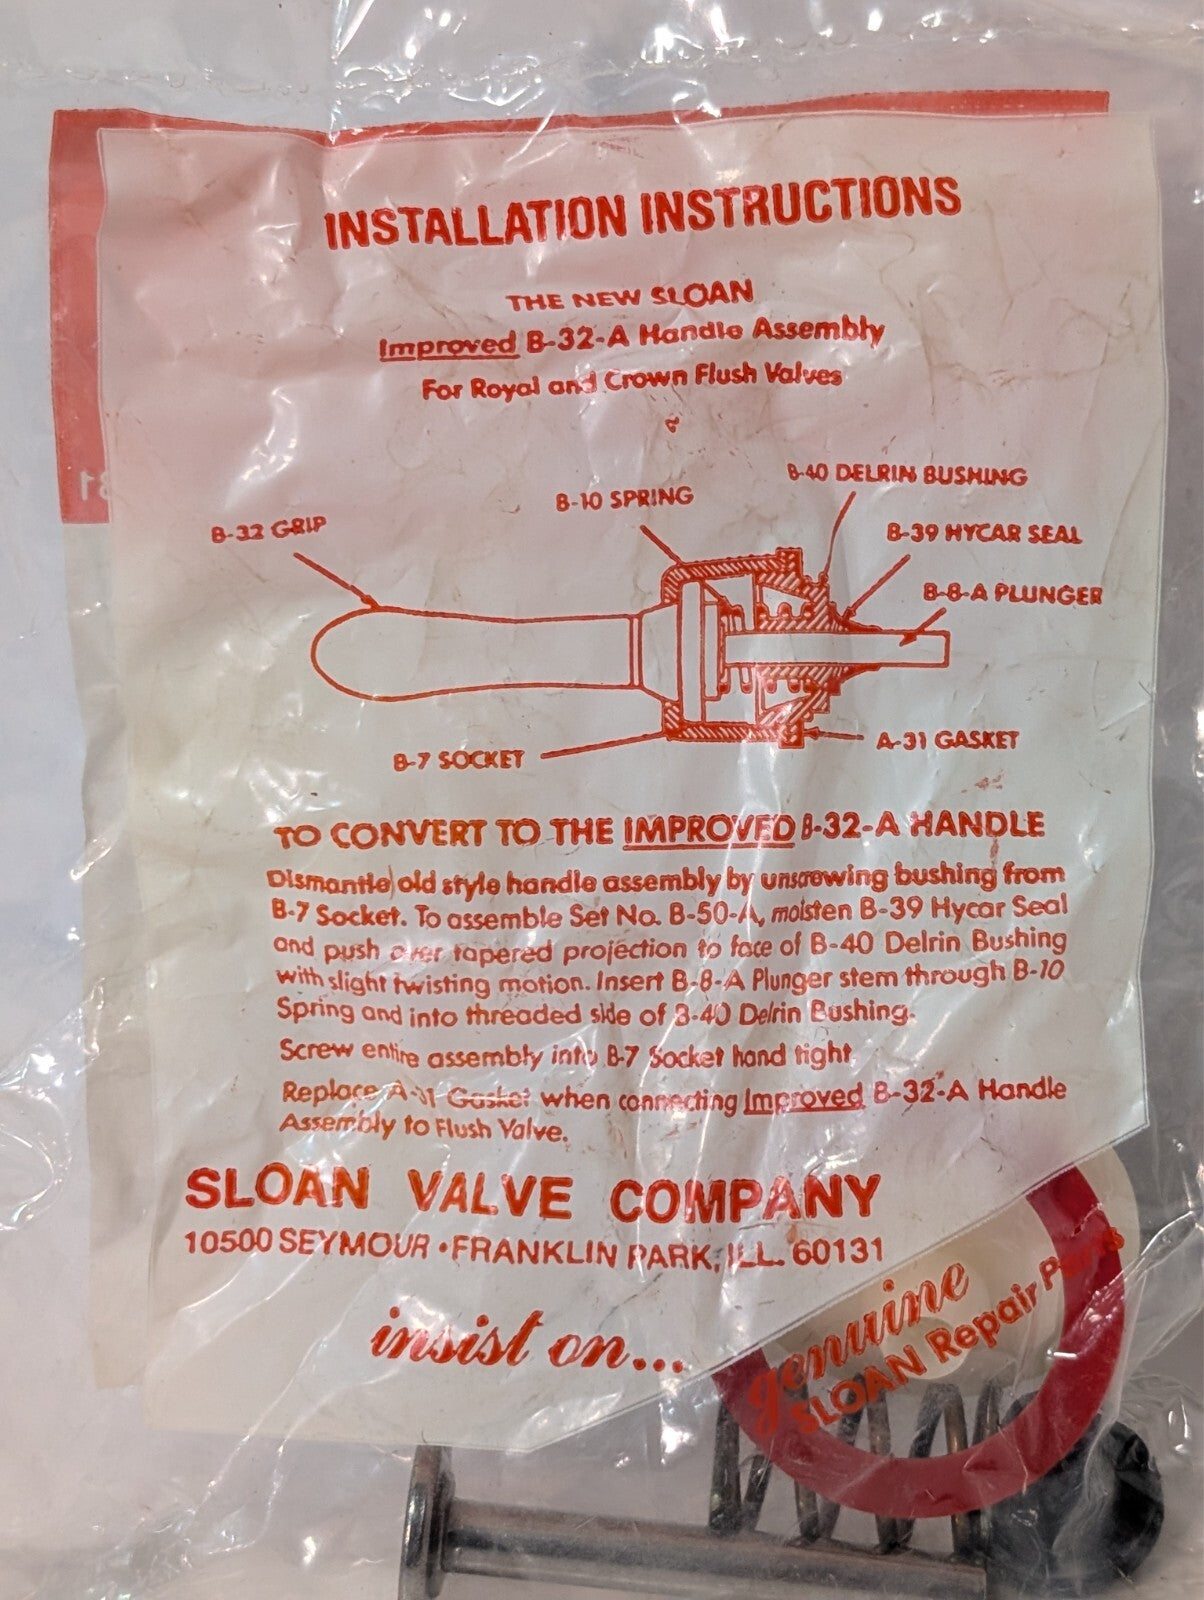 INSTALLATION INSTRUCTIONS
THE NEW SLOAN
Improved B-32-A Handle Assembly
For Royal and Crown Flush Valves
B-40 DELRIN BUSHING
B-10 SPRING
B-32 GRIP
B-39 HYCAR SEAL
B-8-A PLUNGER
A-31 GASKET
B-7 SOCKET
TO CONVERT TO THE IMPROVED B-32-A HANDLE
Dismantle old style handle assembly by unscrewing bushing from
B-7 Socket. To assemble Set No. B-50-A, moisten B-39 Hycar Seal
and push over tapered projection to face of B-40 Delrin Bushing
with slight twisting motion. Insert B-8-A Plunger stem through B-10
Spring and into threaded side of B-40 Delrin Bushing.
Screw entire assembly into B-7 Socket hand tight.
Replace A-31 Gasket when connecting Improved B-32-A Handle
Assembly to Flush Valve.
SLOAN VALVE COMPANY
10500 SEYMOUR • FRANKLIN PARK, ILL. 60131
insist on...
genuine
SLOAN Repair Parts